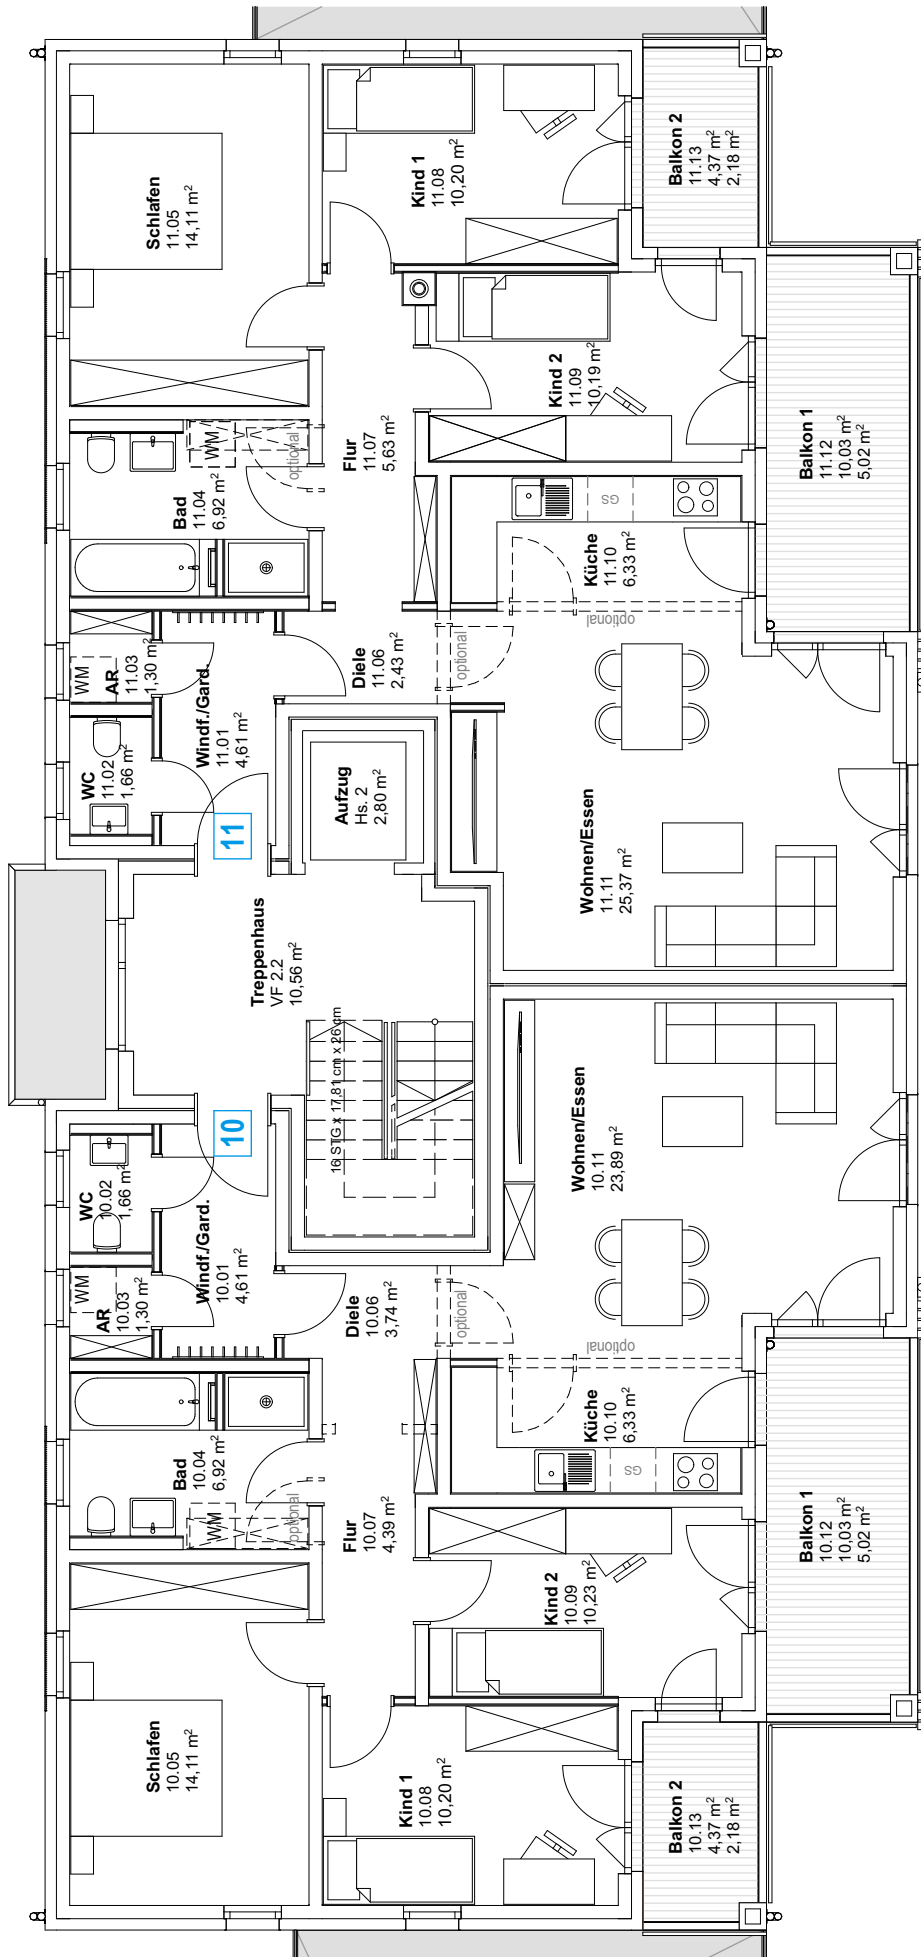 Schlafen
11.05
14,11 m²
Kind 1
11.08
10,20 m²
Balkon 2
11.13
4,37 m²
2,18 m²
Kind 2
11.09
10,19 m²
Balkon 1
11.12
10,03 m²
5,02 m²
Bad
11.04
6,92 m²
WM
optional
Flur
11.07
5,63 m²
GS
Küche
11.10
6,33 m²
optional
WM
AR
11.03
1,30 m²
Windf./Gard.
11.01
4,61 m²
Diele
11.06
2,43 m²
optional
WC
11.02
1,66 m²
11
Aufzug
Hs. 2
2,80 m²
Wohnen/Essen
11.11
25,37 m²
Treppenhaus
VF 2.2
10,56 m²
16 STG x 17,81 cm x 26 cm
10
WC
10.02
1,66 m²
Windf./Gard.
10.01
4,61 m²
WM
AR
10.03
1,30 m²
Diele
10.06
3,74 m²
optional
Wohnen/Essen
10.11
23,89 m²
optional
Küche
10.10
6,33 m²
GS
Bad
10.04
6,92 m²
WM
optional
Flur
10.07
4,39 m²
Kind 2
10.09
10,23 m²
Balkon 1
10.12
10,03 m²
5,02 m²
Schlafen
10.05
14,11 m²
Kind 1
10.08
10,20 m²
Balkon 2
10.13
4,37 m²
2,18 m²